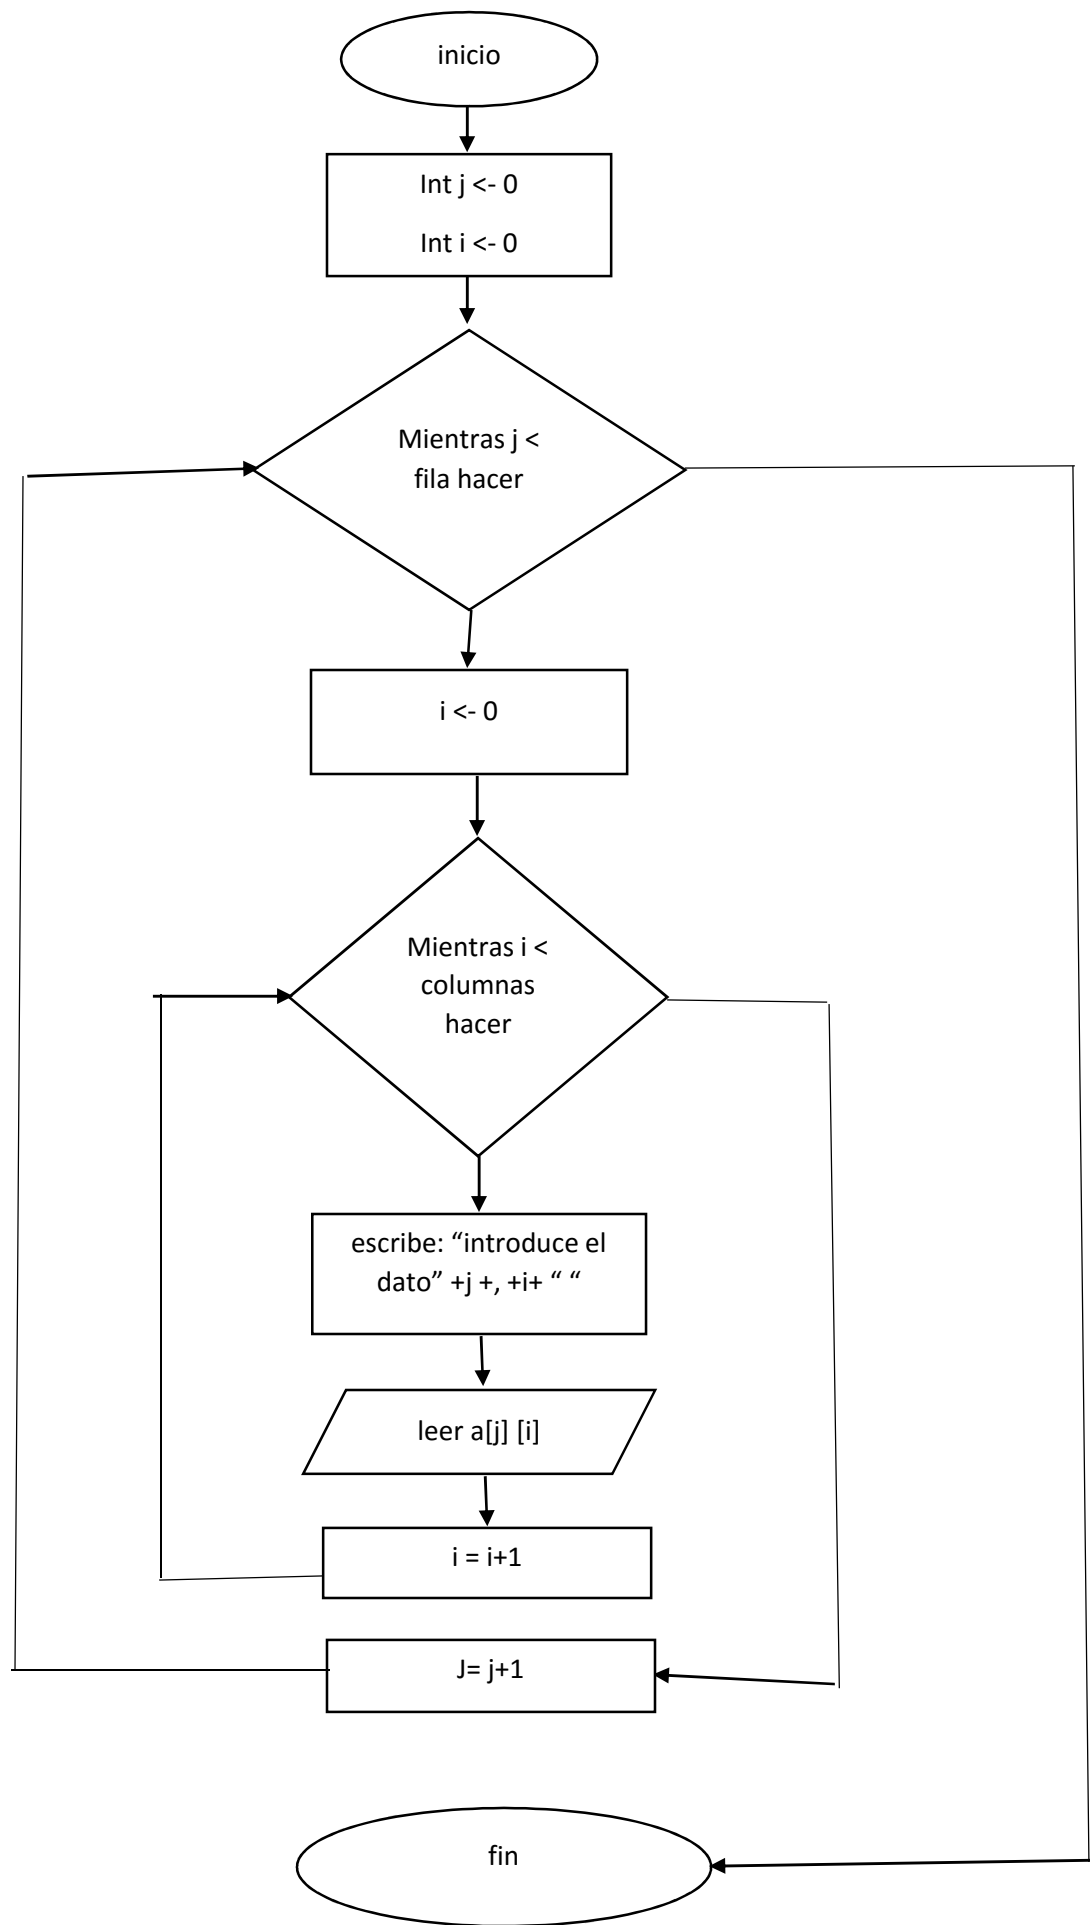 inicio
Int j <- 0
Int i <- 0
Mientras j <
fila hacer
i <- 0
Mientras i <
columnas
hacer
escribe: “introduce el
dato” +j +, +i+ “ “
leer a[j] [i]
i = i+1
J= j+1
fin